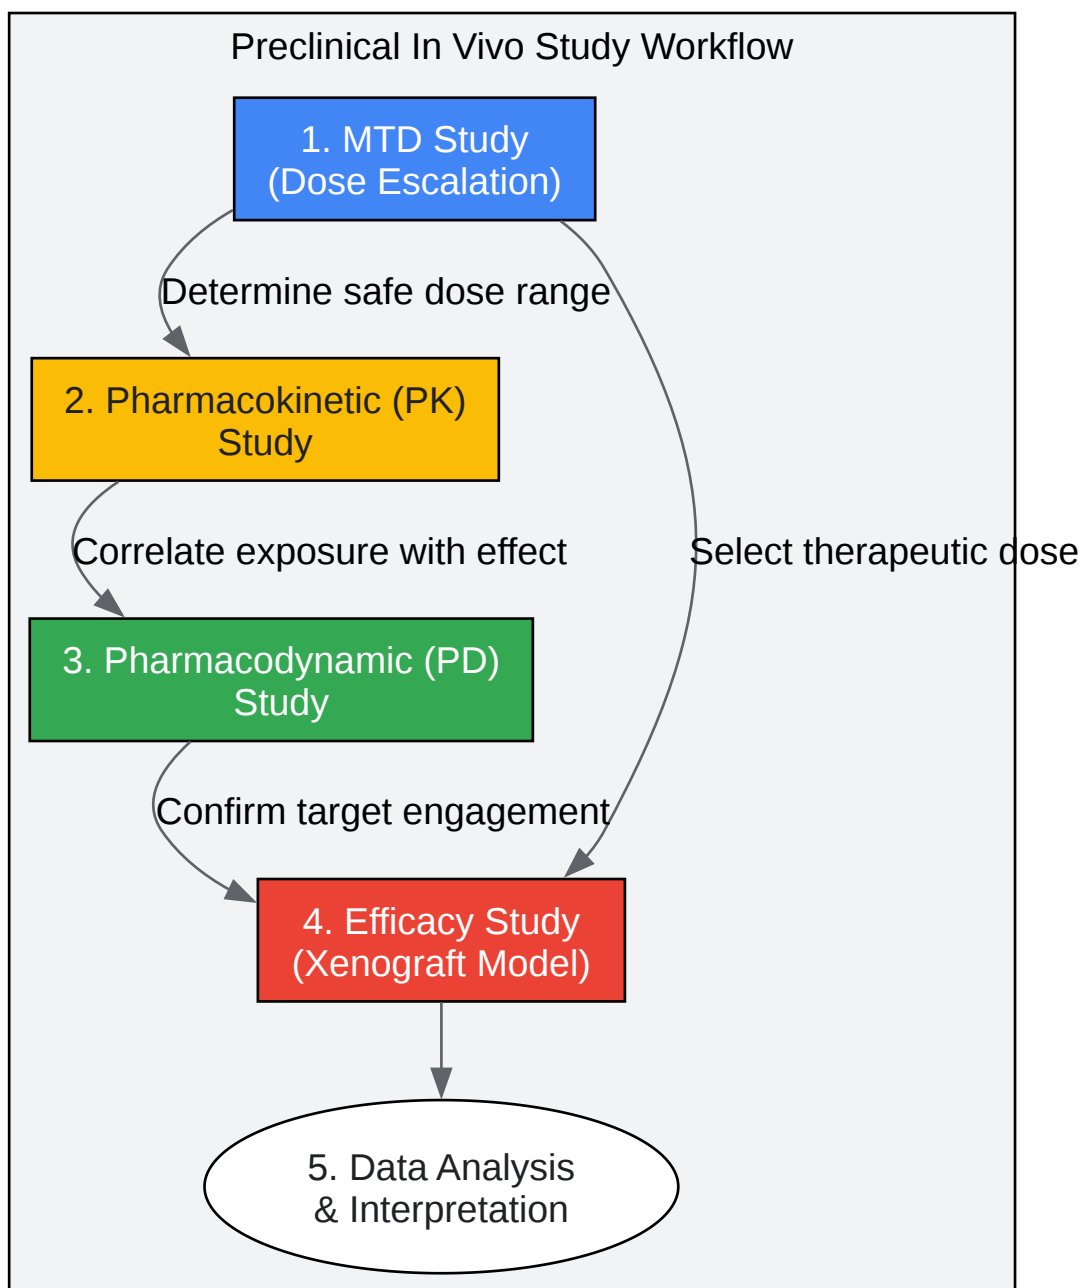 Preclinical In Vivo Study Workflow
1. MTD Study
(Dose Escalation)
Determine safe dose range
2. Pharmacokinetic (PK)
Study
Correlate exposure with effect
Select therapeutic dose
3. Pharmacodynamic (PD)
Study
Confirm target engagement
4. Efficacy Study
(Xenograft Model)
5. Data Analysis
& Interpretation